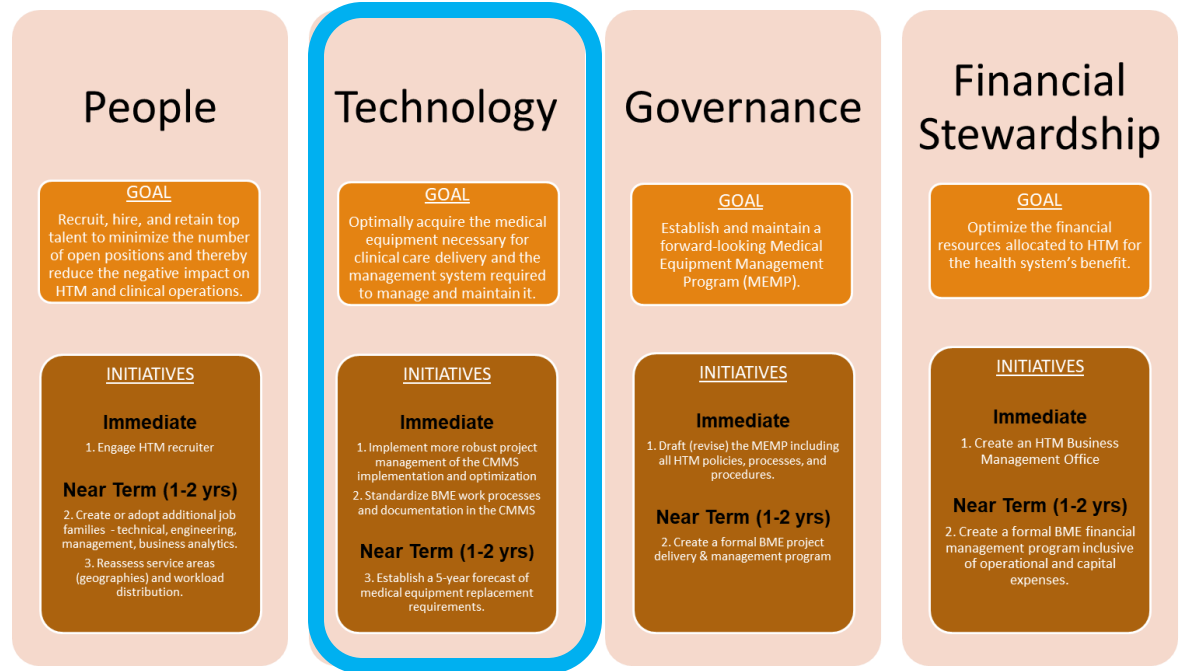 People
GOAL
Recruit, hire, and retain top
talent to minimize the number
of open positions and thereby
reduce the negative impact on
HTM and clinical operations.
INITIATIVES
Immediate
1. Engage HTM recruiter
Near Term (1-2 yrs)
2. Create or adopt additional job
families - technical, engineering,
management, business analytics.
3. Reassess service areas
(geographies) and workload
distribution.
Technology
GOAL
Optimally acquire the medical
equipment necessary for
clinical care delivery and the
management system required
to manage and maintain it.
INITIATIVES
Immediate
1. Implement more robust project
management of the CMMS
implementation and optimization
2. Standardize BME work processes
and documentation in the CMMS
Near Term (1-2 yrs)
3. Establish a 5-year forecast of
medical equipment replacement
requirements.
Governance
GOAL
Establish and maintain a
forward-looking Medical
Equipment Management
Program (MEMP).
INITIATIVES
Immediate
1. Draft (revise) the MEMP including
all HTM policies, processes, and
procedures.
Near Term (1-2 yrs)
2. Create a formal BME project
delivery & management program
Financial
Stewardship
GOAL
Optimize the financial
resources allocated to HTM for
the health system's benefit.
INITIATIVES
Immediate
1. Create an HTM Business
Management Office
Near Term (1-2 yrs)
2. Create a formal BME financial
management program inclusive
of operational and capital
expenses.